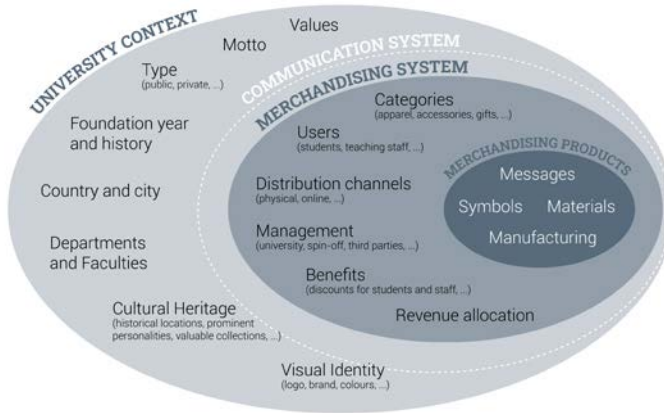 UNIVERSITY CONTEXT
Values
Motto
Type
(public, private, ...)
Foundation year
and history
Country and city
Departments
and Faculties
Cultural Heritage
(historical locations, prominent
personalities, valuable collections, ...)
Visual Identity
(logo, brand, colours, ...)
COMMUNICATION SYSTEM
MERCHANDISING SYSTEM
Categories
(apparel, accessories, gifts, ...)
Users
(students, teaching staff, ...)
Distribution channels
(physical, online, ...)
Management
(university, spin-off, third parties, ...)
Benefits
(discounts for students and staff, ...)
Revenue allocation
MERCHANDISING PRODUCTS
Messages
Symbols Materials
Manufacturing